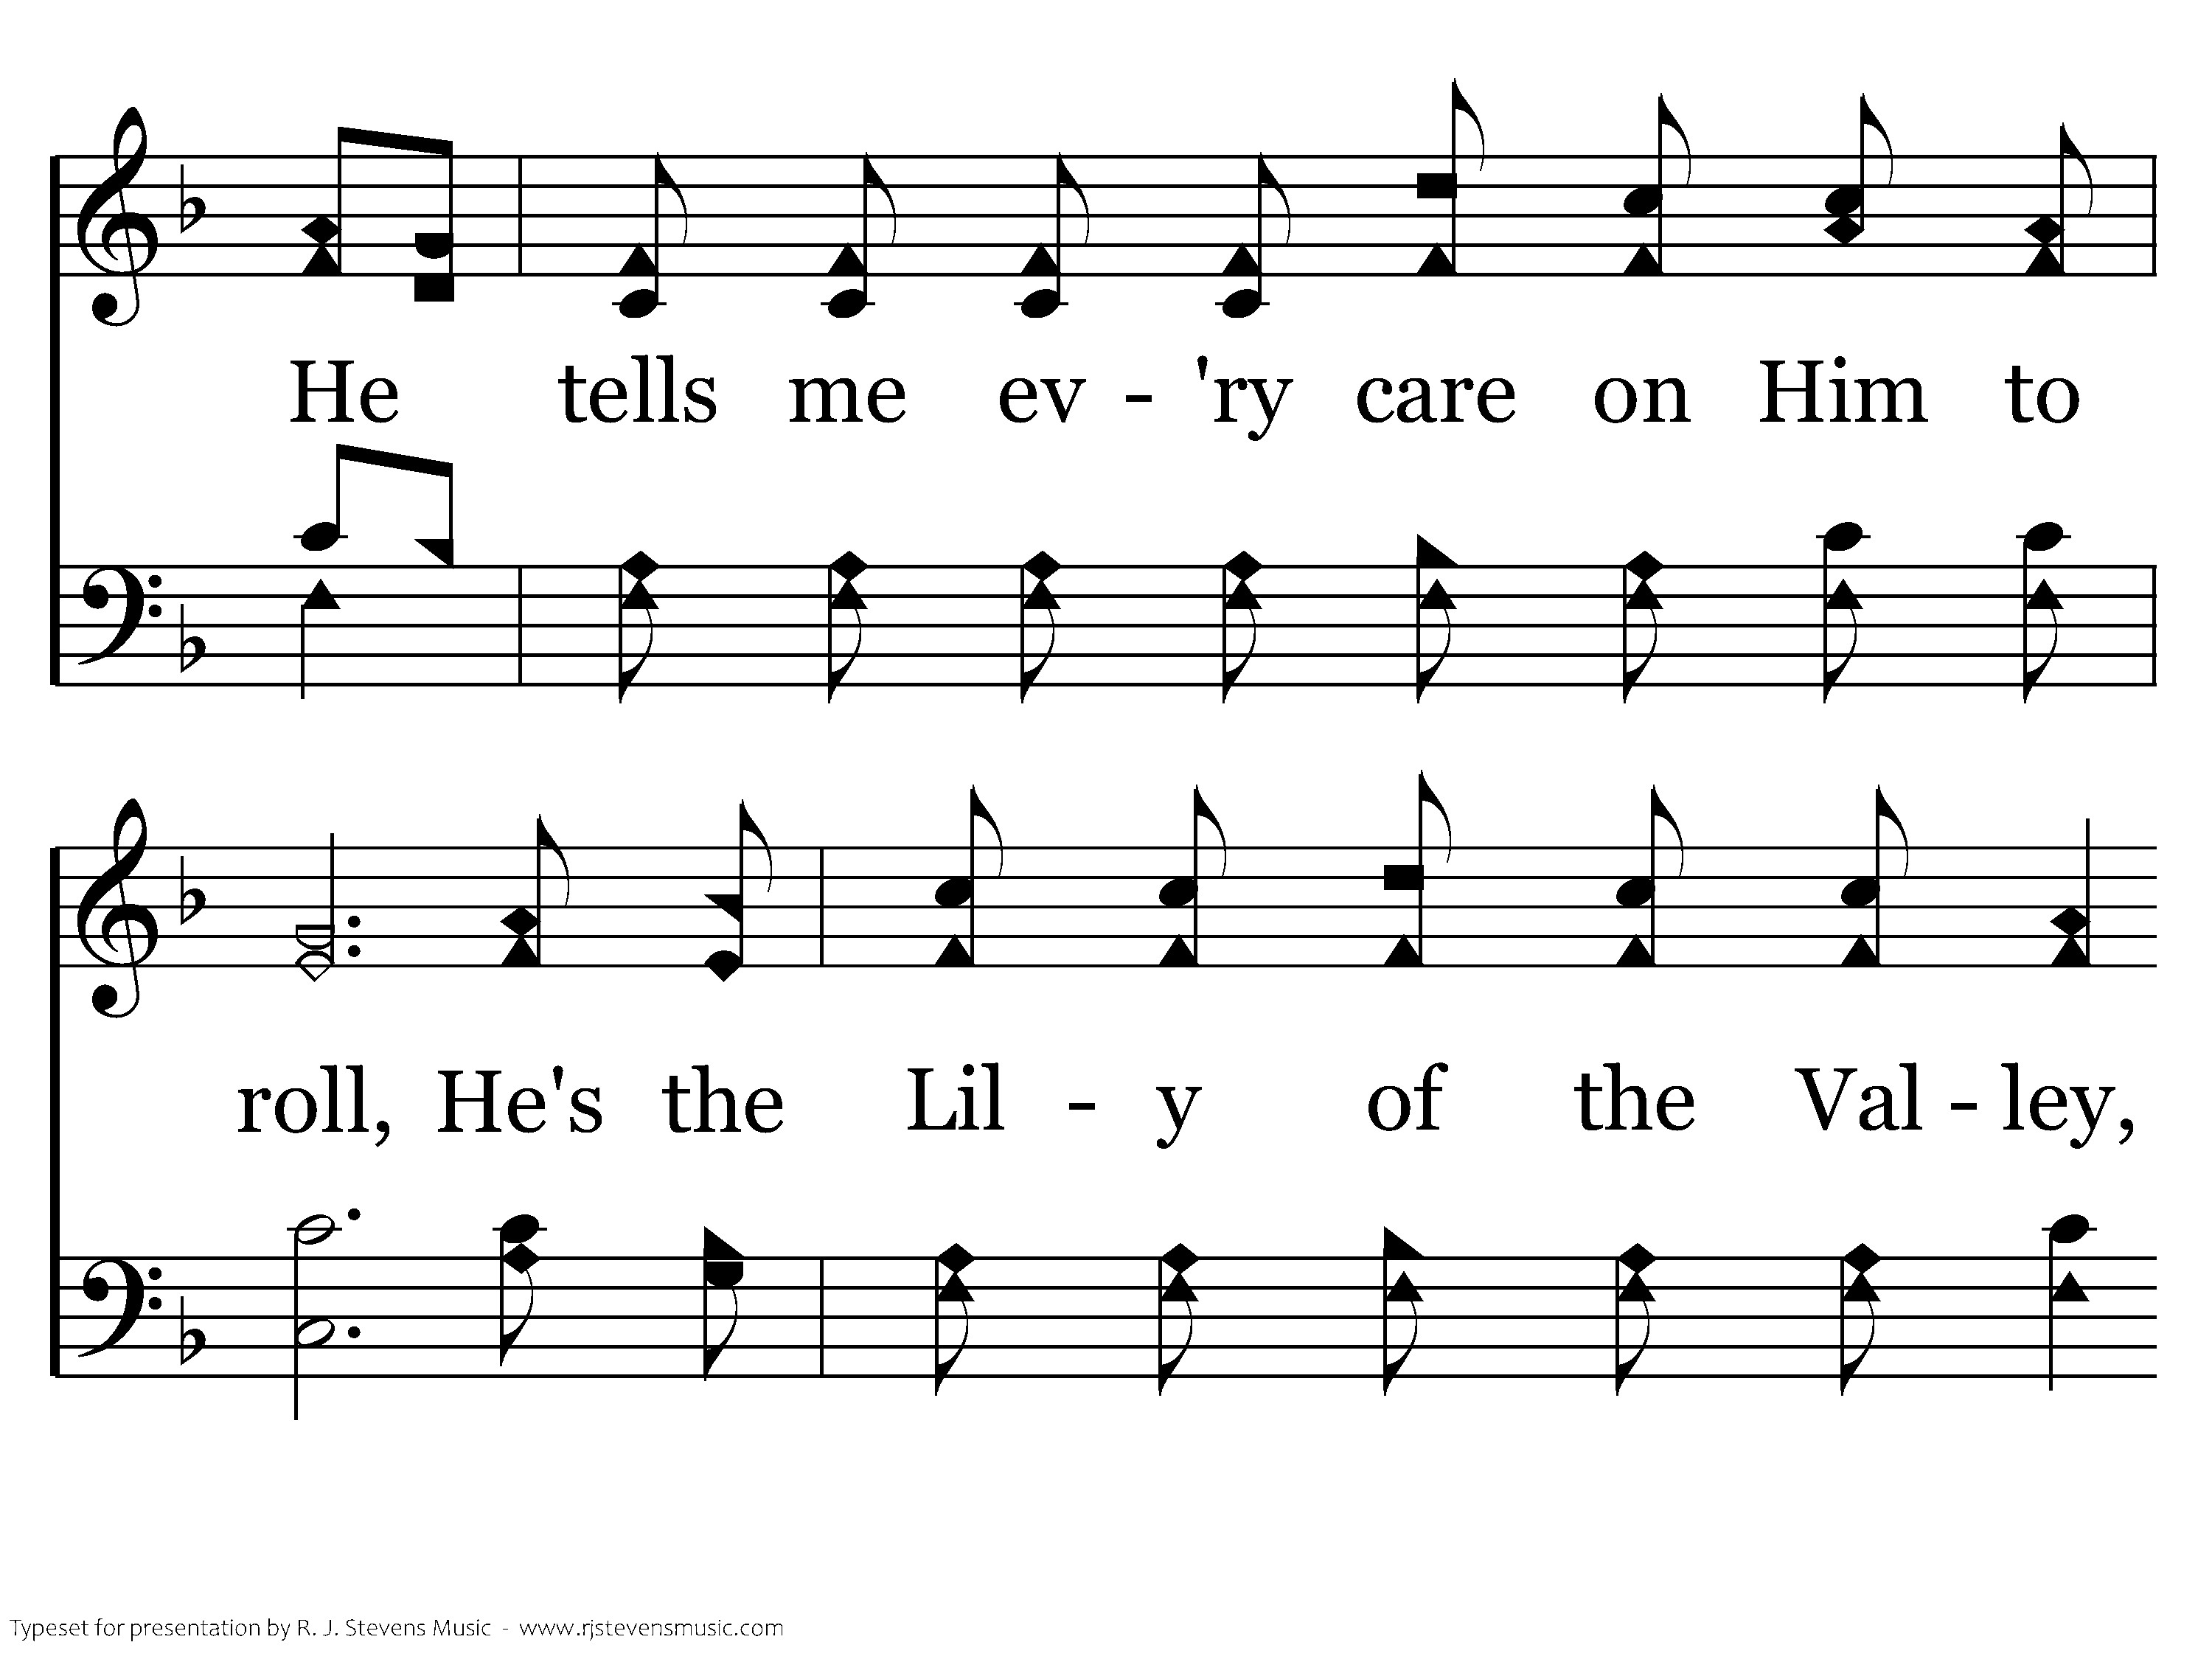 He tells me ev - 'ry care on Him to
roll, He's the Lil - y of the Val - ley,
Typeset for presentation by R. J. Stevens Music - www.rjstevensmusic.com